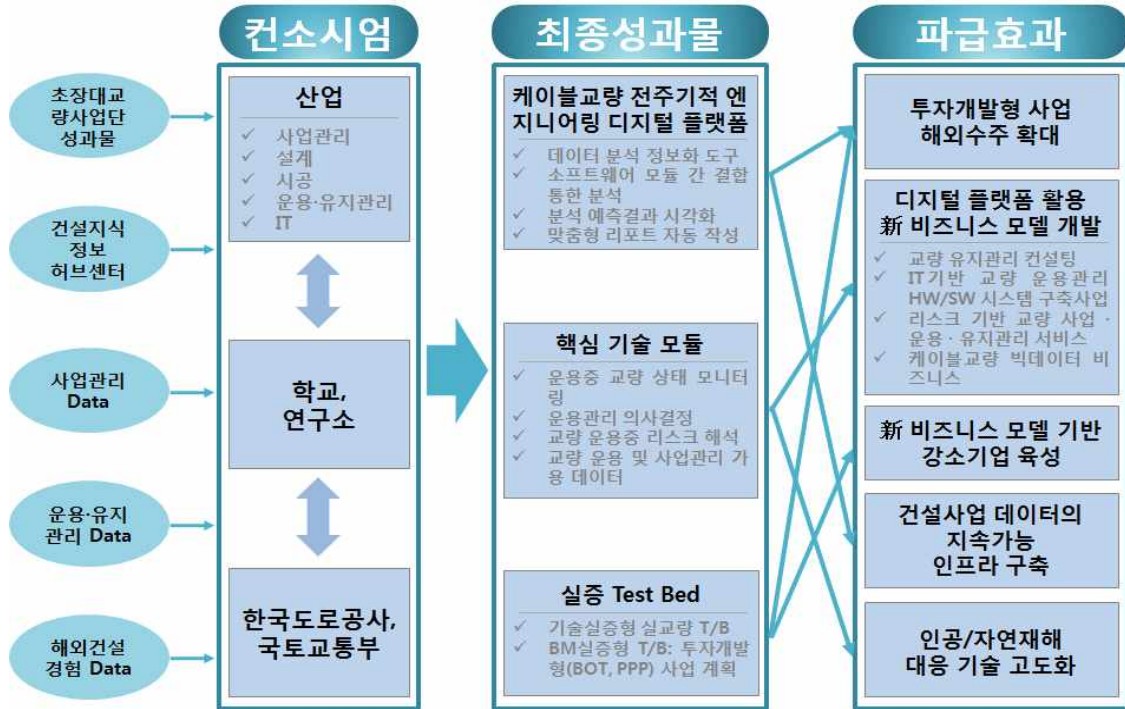 컨소시엄
최종성과물
파급효과
초장대교
량사업단
성과물
건설지식
정보
허브센터
사업관리
Data
운용·유지
관리 Data
해외건설
경험 Data
산업
✓ 사업관리
✓ 설계
✓ 시공
✓ 운용·유지관리
✓ IT
학교,
연구소
한국도로공사,
국토교통부
케이블교량 전주기적 엔
지니어링 디지털 플랫폼
✓ 데이터 분석 정보화 도구
✓ 소프트웨어 모듈 간 결합
통한 분석
✓ 분석 예측결과 시각화
✓ 맞춤형 리포트 자동 작성
핵심 기술 모듈
✓ 운용중 교량 상태 모니터
링
✓ 운용관리 의사결정
✓ 교량 운용중 리스크 해석
✓ 교량 운용 및 사업관리 가
용 데이터
실증 Test Bed
✓ 기술실증형 실교량 T/B
✓ BM실증형 T/B: 투자개발
형(BOT, PPP) 사업 계획
투자개발형 사업
해외수주 확대
디지털 플랫폼 활용
新 비즈니스 모델 개발
✓ 교량 유지관리 컨설팅
✓ IT기반 교량 운용관리
HW/SW 시스템 구축사업
✓ 리스크 기반 교량 사업 ·
운용 · 유지관리 서비스
✓ 케이블교량 빅데이터 비
즈니스
新 비즈니스 모델 기반
강소기업 육성
건설사업 데이터의
지속가능
인프라 구축
인공/자연재해
대응 기술 고도화